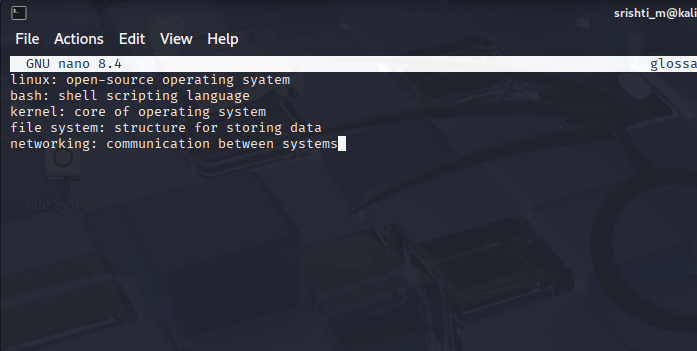 srishti_m@kali
File Actions Edit View Help
GNU nano 8.4 glossa
linux: open-source operating syatem
bash: shell scripting language
kernel: core of operating system
file system: structure for storing data
networking: communication between systems
File System